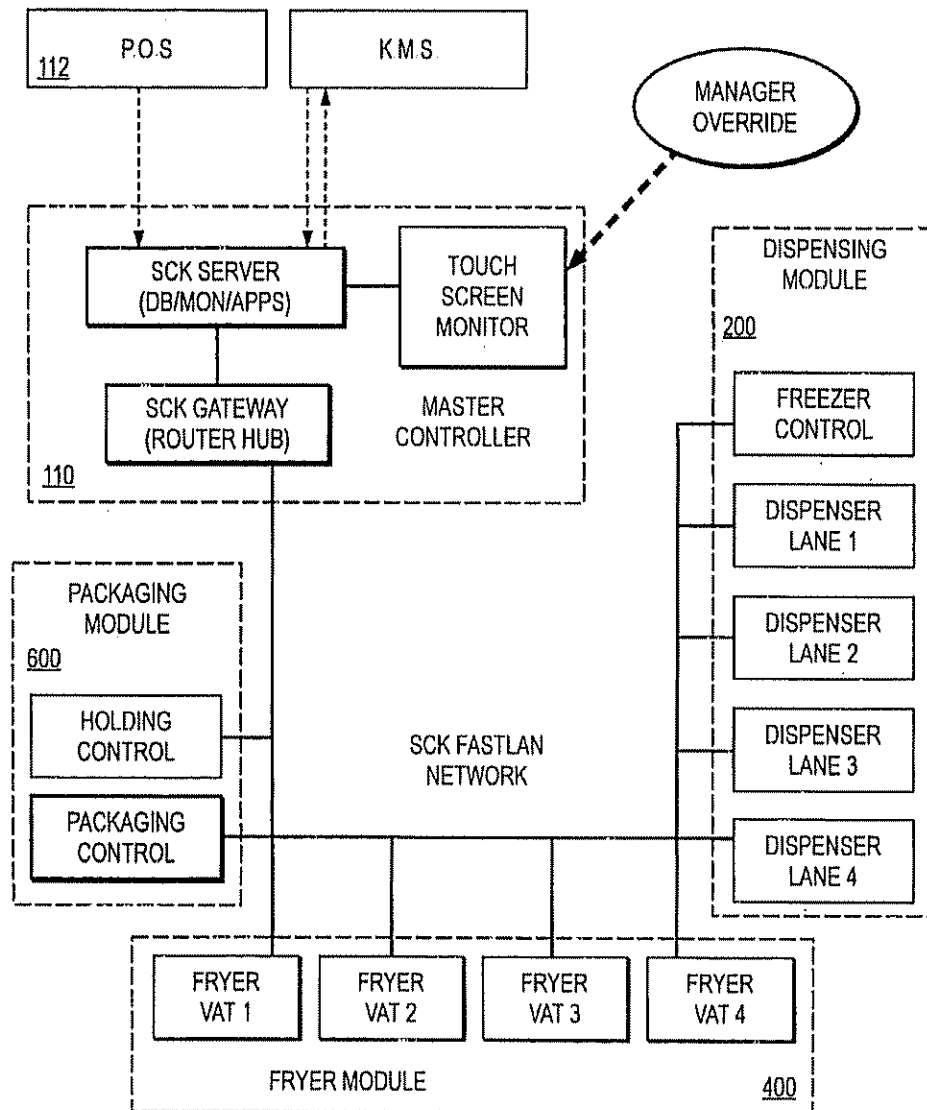 P.O.S
112
K.M.S.
MANAGER
OVERRIDE
SCK SERVER
(DB/MON/APPS)
TOUCH
SCREEN
MONITOR
SCK GATEWAY
(ROUTER HUB)
MASTER
CONTROLLER
110
DISPENSING
MODULE
200
FREEZER
CONTROL
DISPENSER
LANE 1
DISPENSER
LANE 2
DISPENSER
LANE 3
DISPENSER
LANE 4
PACKAGING
MODULE
600
HOLDING
CONTROL
PACKAGING
CONTROL
SCK FASTLAN
NETWORK
FRYER
VAT 1
FRYER
VAT 2
FRYER
VAT 3
FRYER
VAT 4
FRYER MODULE
400